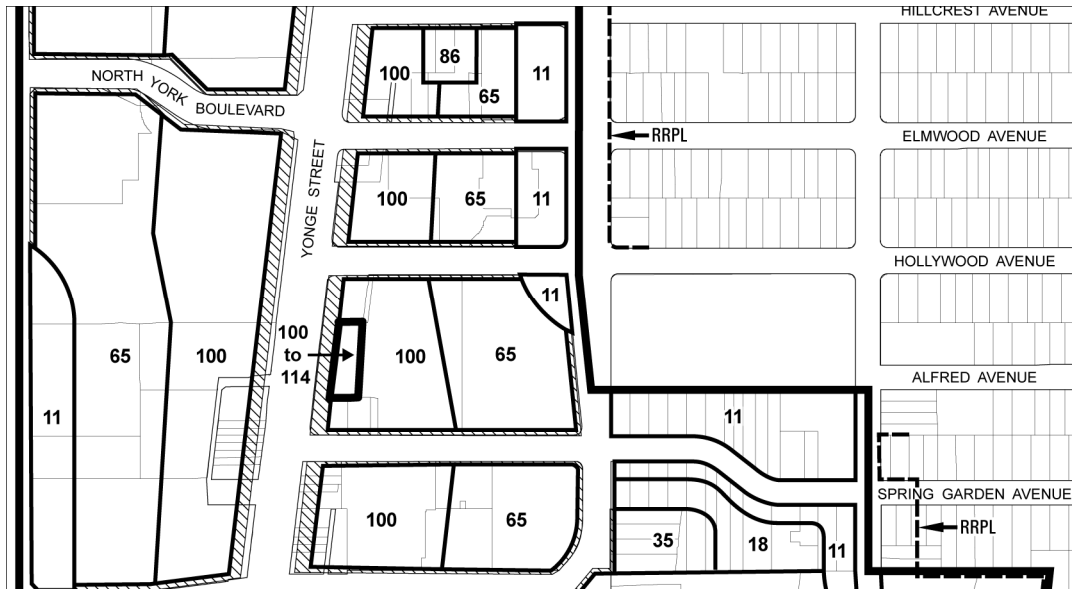 HILLCREST AVENUE
86
100
11
65
NORTH YORK BOULEVARD
ELMWOOD AVENUE
RRPL
YONGE STREET
100
65
11
HOLLYWOOD AVENUE
11
100
to
114
65
100
100
65
ALFRED AVENUE
11
11
SPRING GARDEN AVENUE
100
65
35
18
11
RRPL